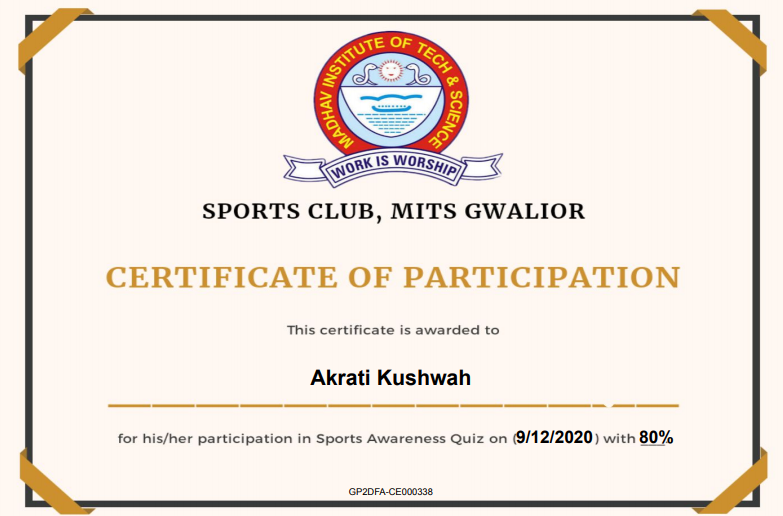 MADHAV INSTITUTE OF TECH & SCIENCE
WORK IS WORSHIP
SPORTS CLUB, MITS GWALIOR
CERTIFICATE OF PARTICIPATION
This certificate is awarded to
Akrati Kushwah
for his/her participation in Sports Awareness Quiz on (9/12/2020) with 80%
GP2DFA-CE000338